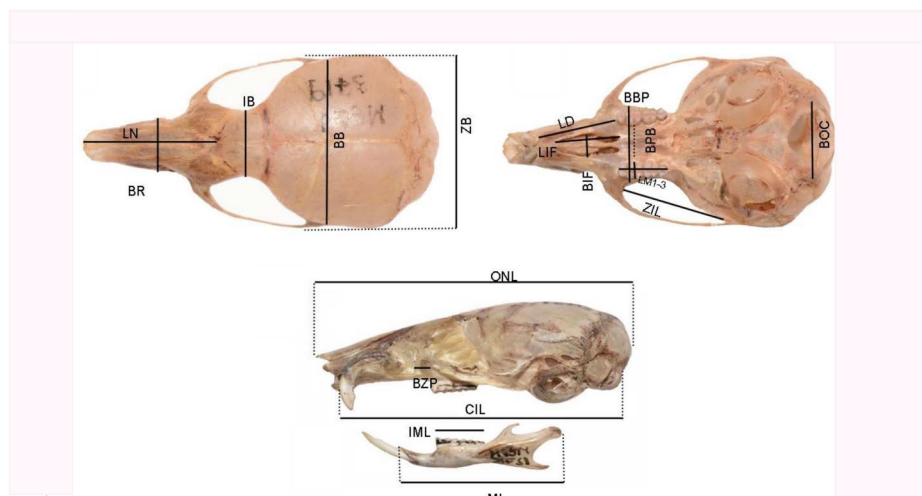 LN
BR
IB
BB
ZB
LD
LIF
BIF
BBP
BPB
LM1-3
ZIL
BOC
ONL
BZP
CIL
IML